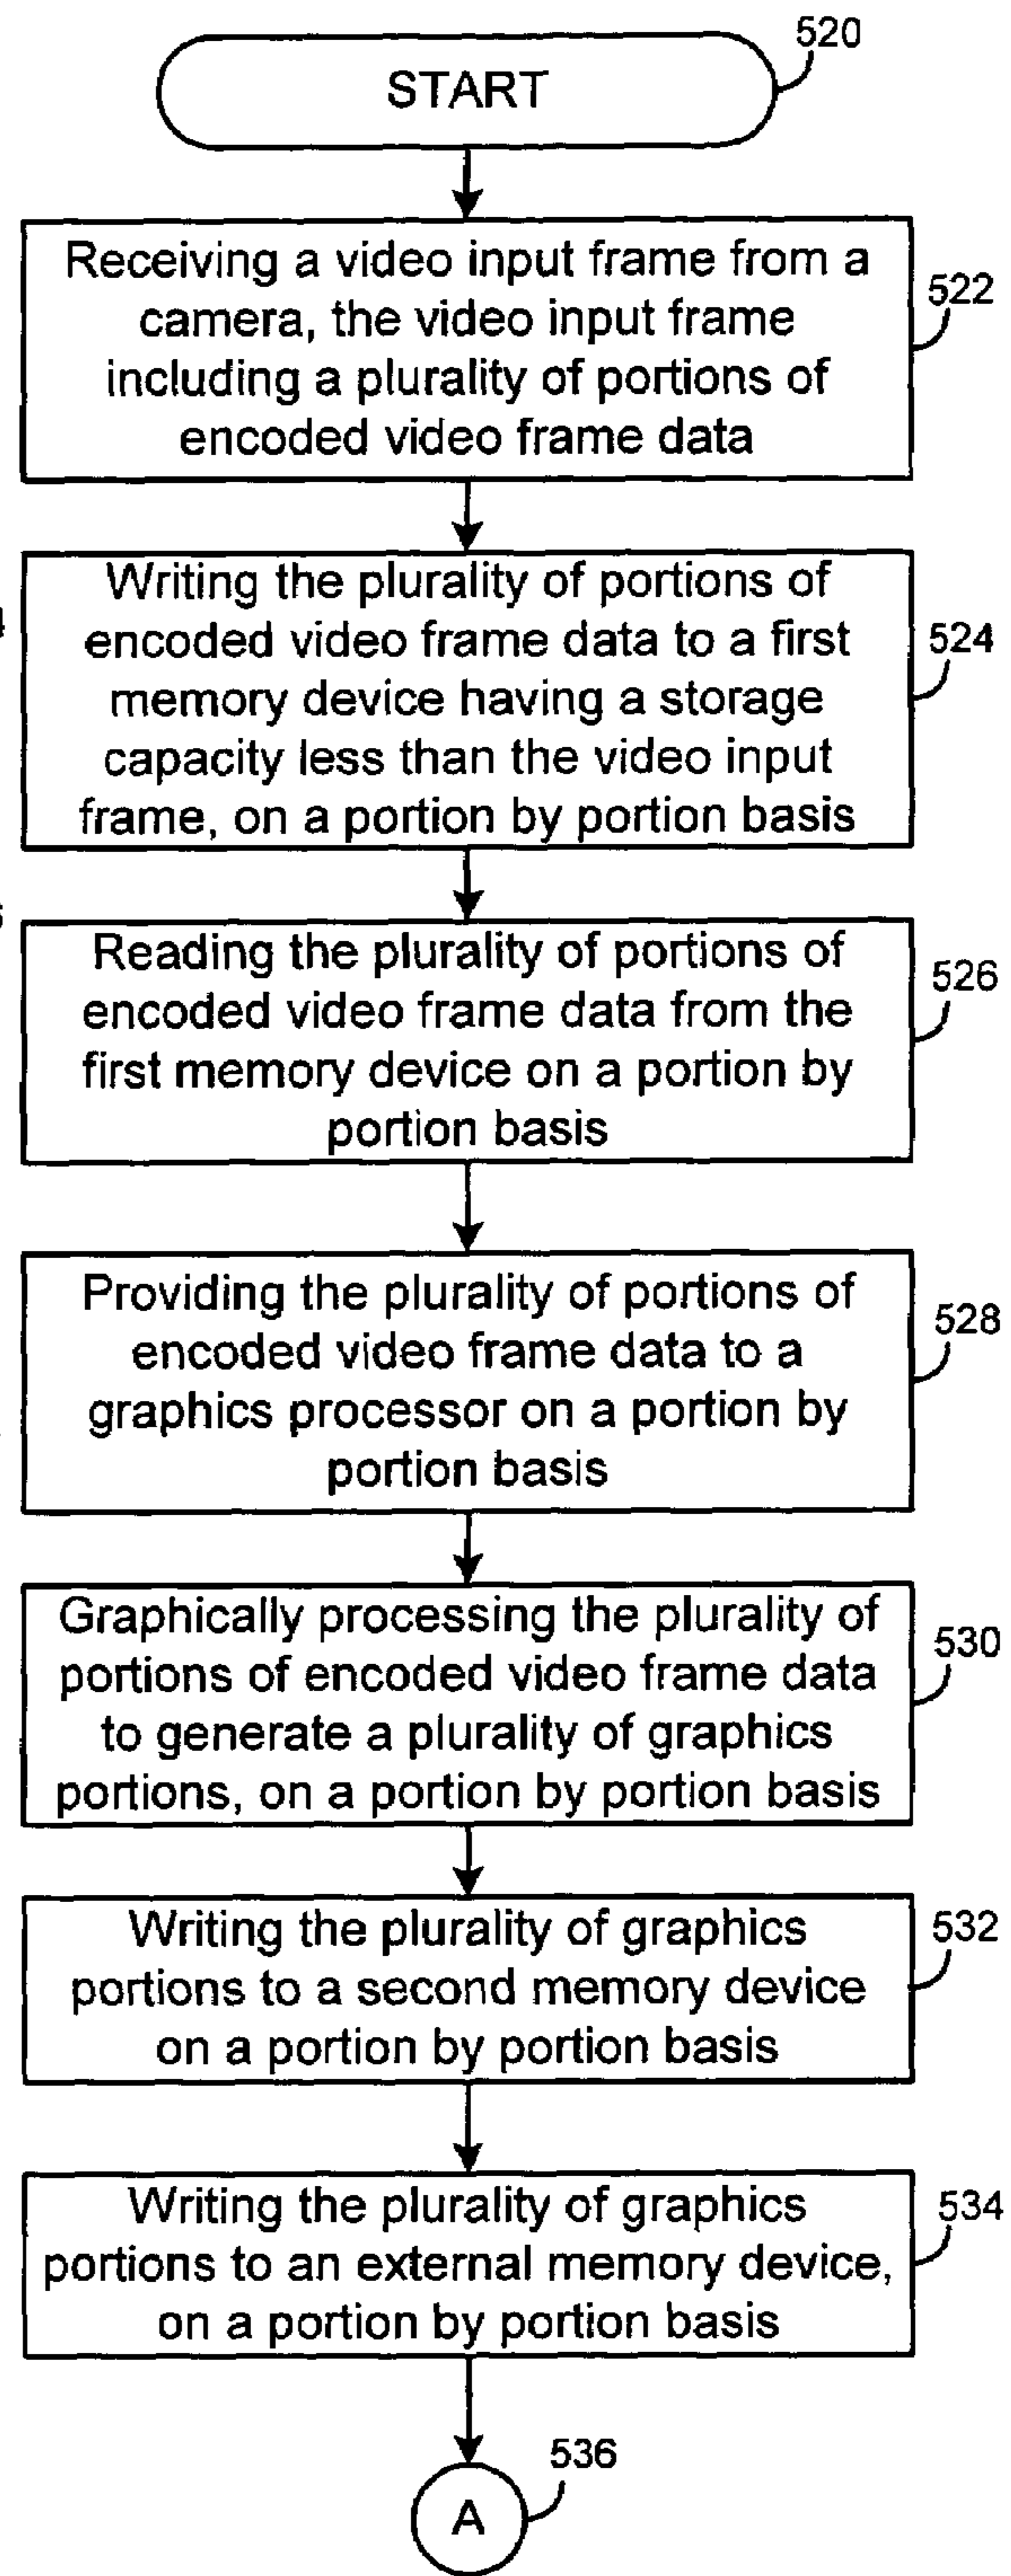 520
START
Receiving a video input frame from a
camera, the video input frame
including a plurality of portions of
encoded video frame data
522
Writing the plurality of portions of
encoded video frame data to a first
memory device having a storage
capacity less than the video input
frame, on a portion by portion basis
524
Reading the plurality of portions of
encoded video frame data from the
first memory device on a portion by
portion basis
526
Providing the plurality of portions of
encoded video frame data to a
graphics processor on a portion by
portion basis
528
Graphically processing the plurality of
portions of encoded video frame data
to generate a plurality of graphics
portions, on a portion by portion basis
530
Writing the plurality of graphics
portions to a second memory device
on a portion by portion basis
532
Writing the plurality of graphics
portions to an external memory device,
on a portion by portion basis
534
A
536